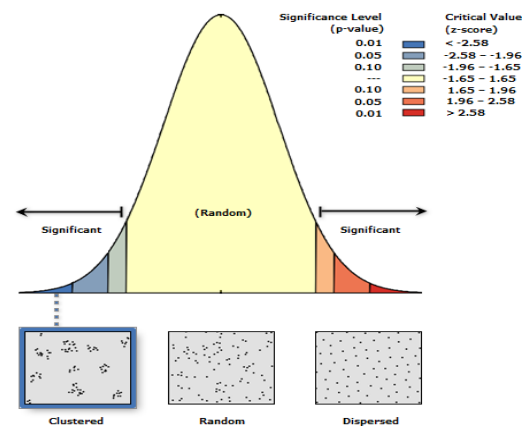 Significance Level Critical Value
(p-value) (z-score)
0.01 < -2.58
0.05 -2.58 – -1.96
0.10 -1.96 – -1.65
--- -1.65 – 1.65
0.10 1.65 – 1.96
0.05 1.96 – 2.58
0.01 > 2.58
(Random)
Significant Significant
Clustered Random Dispersed